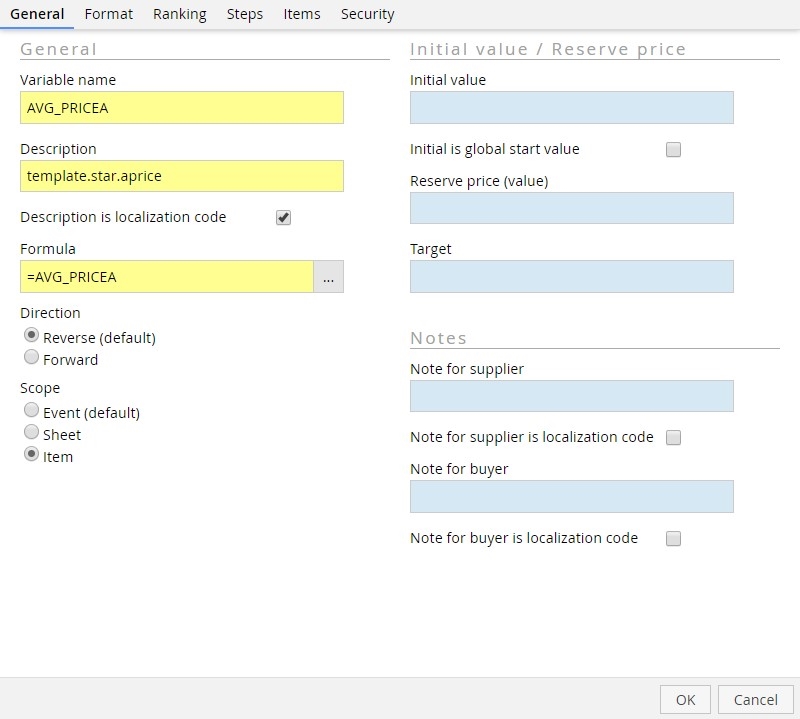 General Format Ranking Steps Items Security
General
Variable name
AVG_PRICEA
Description
template.star.aprice
Description is localization code
Formula
=AVG_PRICEA ...
Direction
Reverse (default)
Forward
Scope
Event (default)
Sheet
Item
Initial value / Reserve price
Initial value
Initial is global start value
Reserve price (value)
Target
Notes
Note for supplier
Note for supplier is localization code
Note for buyer
Note for buyer is localization code
OK Cancel